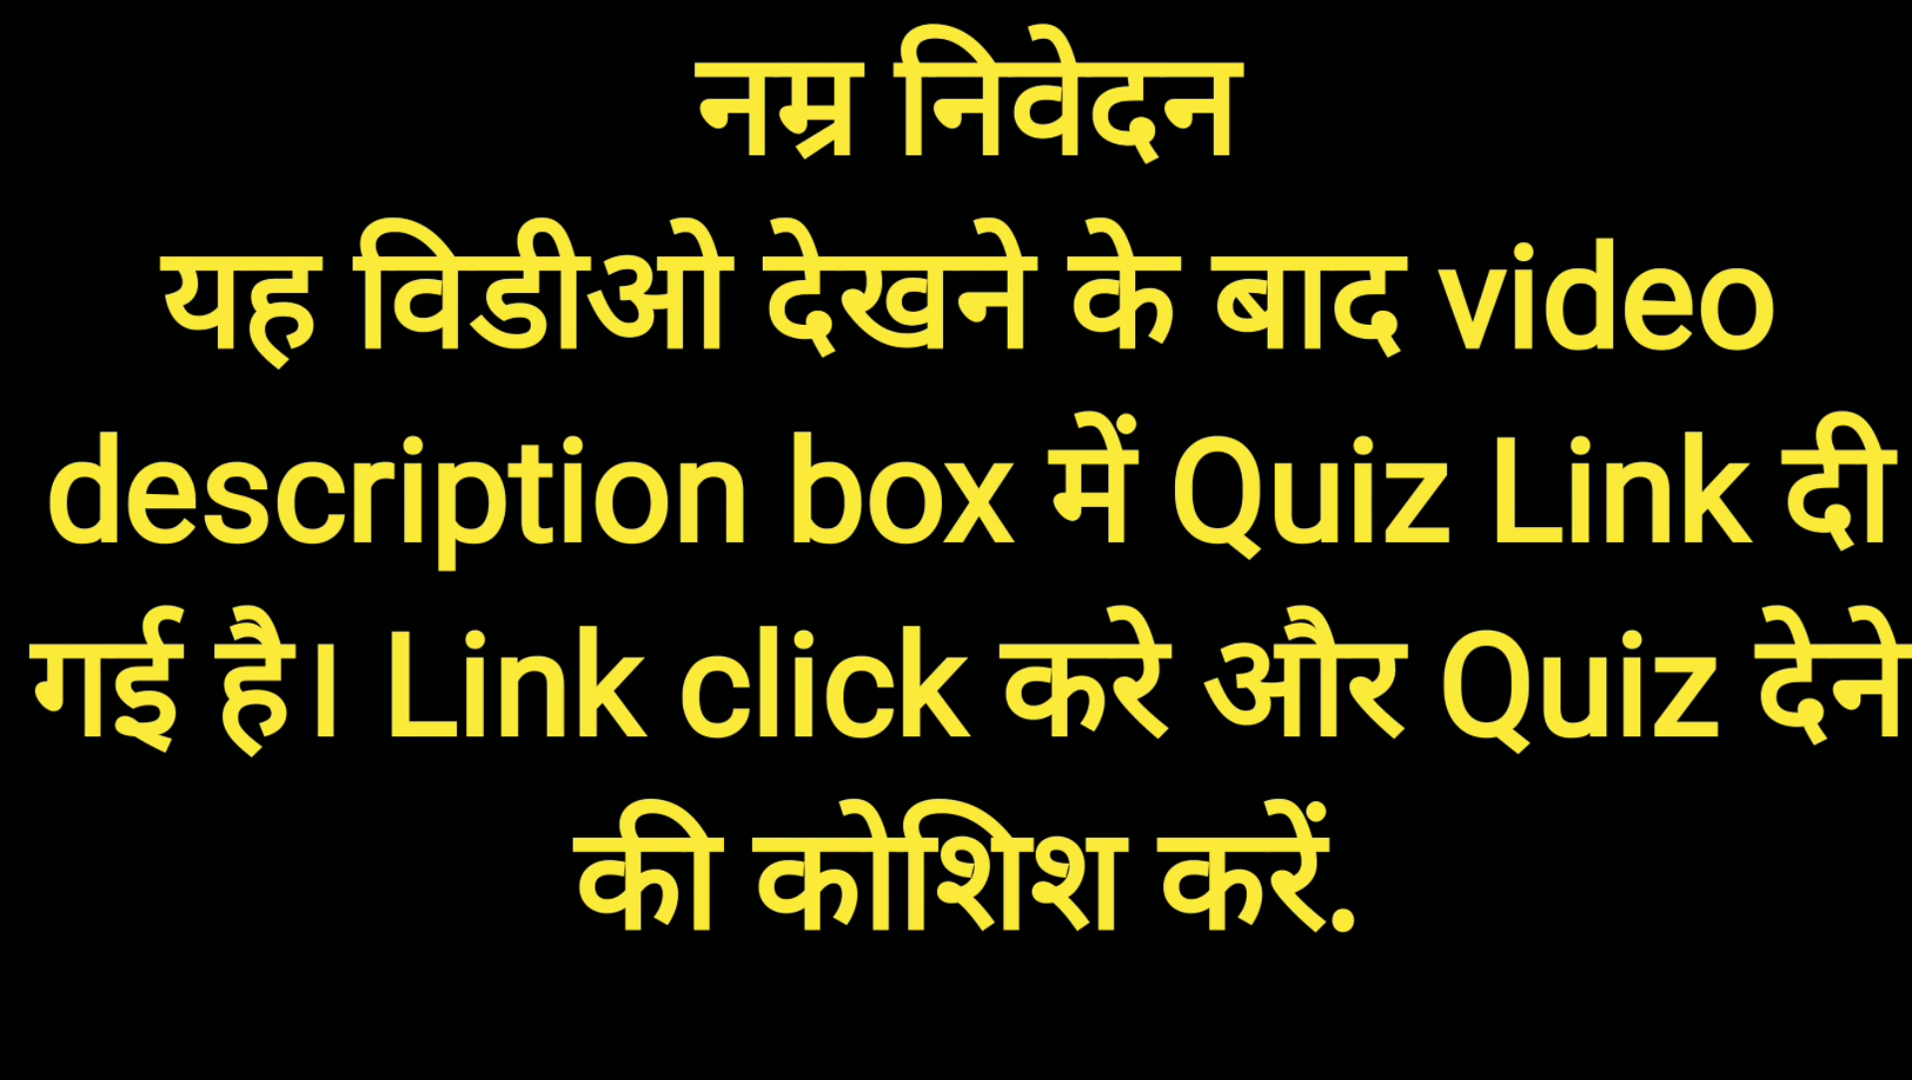 नम्र निवेदन
यह विडीओ देखने के बाद video
description box में Quiz Link दी
गई है। Link click करे और Quiz देने
की कोशिश करें.